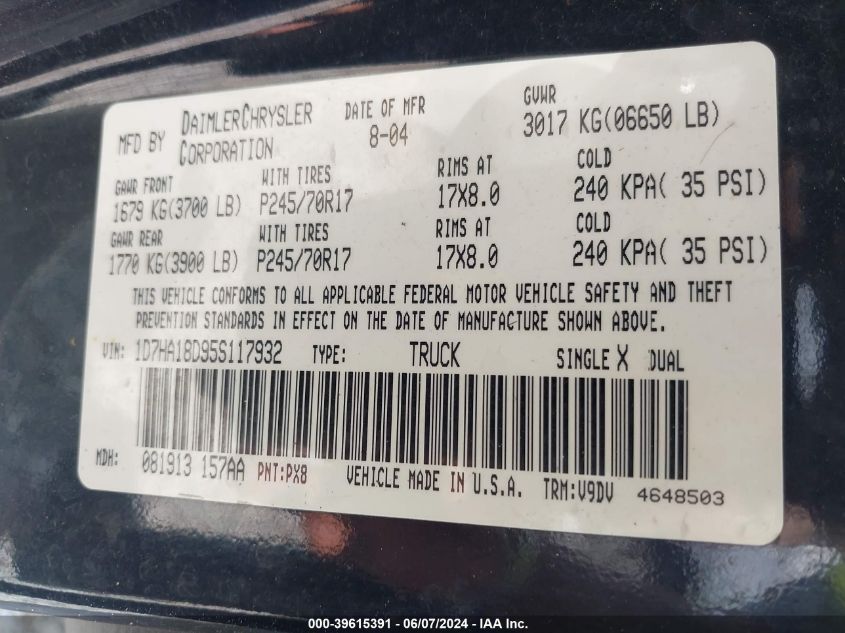 MFD BY DAIMLERCHRYSLER CORPORATION DATE OF MFR 8-04 GVWR 3017 KG(06650 LB)
GAWR FRONT WITH TIRES RIMS AT COLD
1679 KG(3700 LB) P245/70R17 17X8.0 240 KPA( 35 PSI)
GAWR REAR WITH TIRES RIMS AT COLD
1770 KG(3900 LB) P245/70R17 17X8.0 240 KPA( 35 PSI)
THIS VEHICLE CONFORMS TO ALL APPLICABLE FEDERAL MOTOR VEHICLE SAFETY AND THEFT
PREVENTION STANDARDS IN EFFECT ON THE DATE OF MANUFACTURE SHOWN ABOVE.
VIN: 1D7HA18D95S117932 TYPE: TRUCK SINGLE X DUAL
MDH: 081913 157AA PNT:PX8 VEHICLE MADE IN U.S.A. TRM:V9DV 4648503
000-39615391 - 06/07/2024 - IAA Inc.